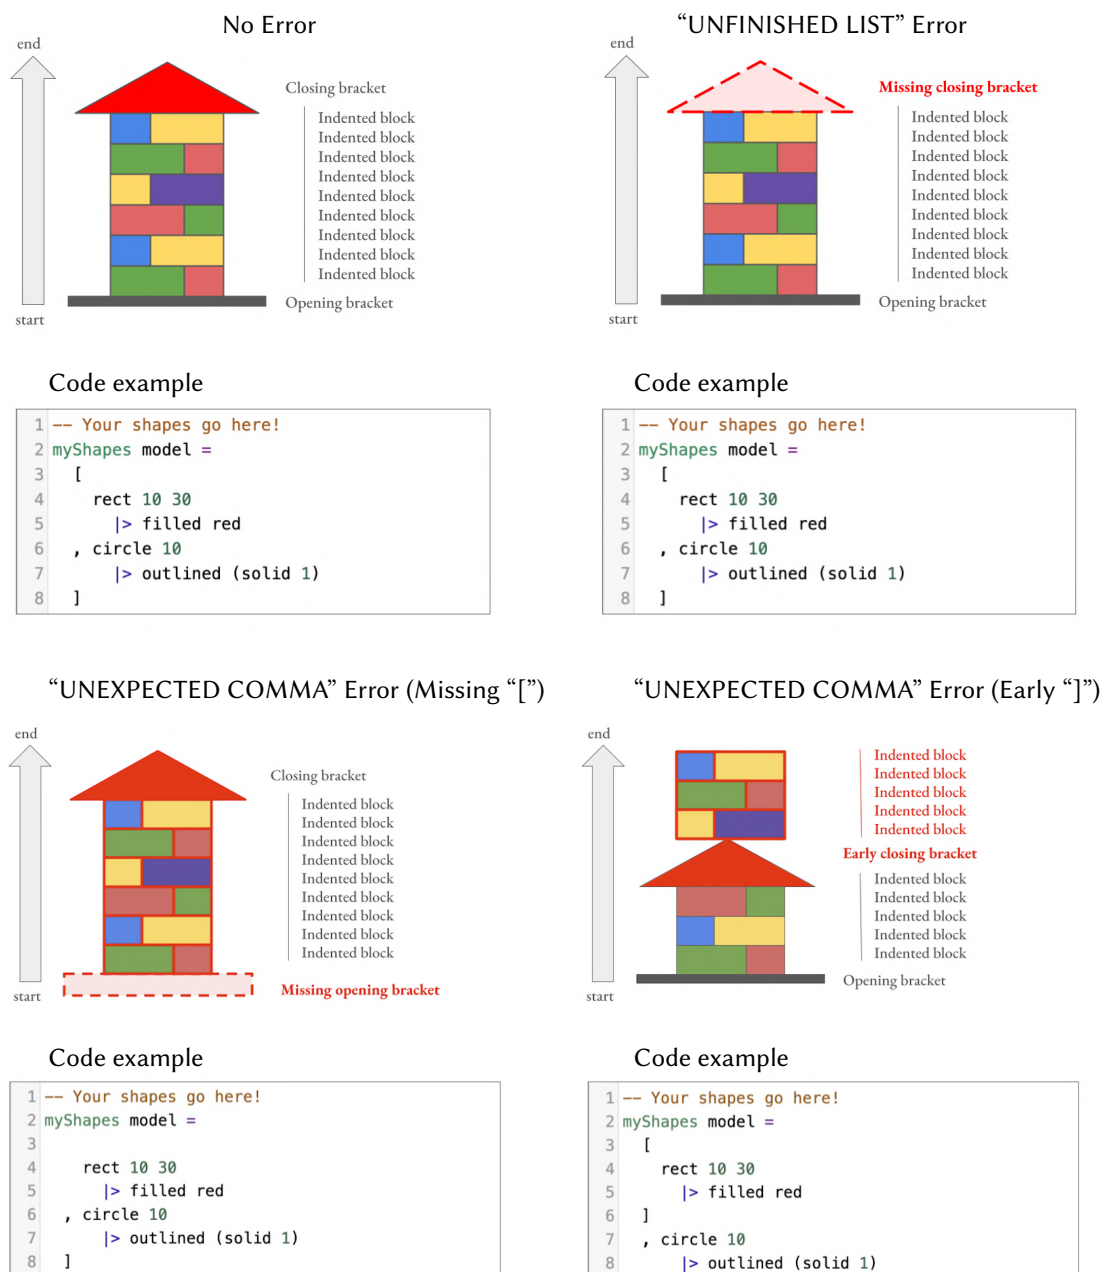 No Error
end
Closing bracket
Indented block
Indented block
Indented block
Indented block
Indented block
Indented block
Indented block
Indented block
Indented block
Opening bracket
start
Code example
1 -- Your shapes go here!
2 myShapes model =
3 [
4 rect 10 30
5 |> filled red
6 , circle 10
7 |> outlined (solid 1)
8 ]
“UNFINISHED LIST” Error
end
Missing closing bracket
Indented block
Indented block
Indented block
Indented block
Indented block
Indented block
Indented block
Indented block
Indented block
Opening bracket
start
Code example
1 -- Your shapes go here!
2 myShapes model =
3 [
4 rect 10 30
5 |> filled red
6 , circle 10
7 |> outlined (solid 1)
8 ]
“UNEXPECTED COMMA” Error (Missing “[”)
end
Closing bracket
Indented block
Indented block
Indented block
Indented block
Indented block
Indented block
Indented block
Indented block
Indented block
Missing opening bracket
start
Code example
1 -- Your shapes go here!
2 myShapes model =
3
4 rect 10 30
5 |> filled red
6 , circle 10
7 |> outlined (solid 1)
8 ]
“UNEXPECTED COMMA” Error (Early “]”)
end
Indented block
Indented block
Indented block
Indented block
Indented block
Early closing bracket
Indented block
Indented block
Indented block
Indented block
Indented block
Opening bracket
start
Code example
1 -- Your shapes go here!
2 myShapes model =
3 [
4 rect 10 30
5 |> filled red
6 ]
7 , circle 10
8 |> outlined (solid 1)